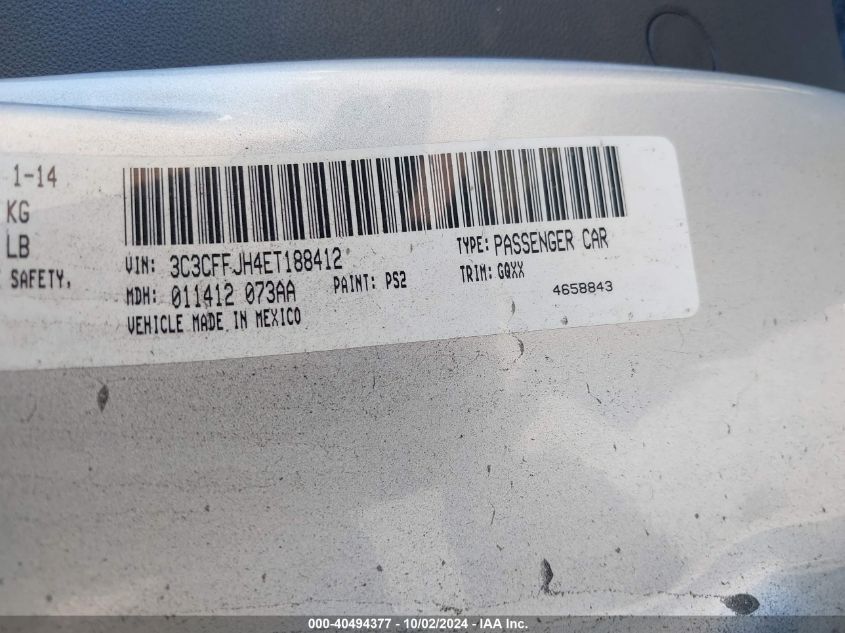 1-14
KG
LB
SAFETY.
VIN: 3C3CFFJH4ET188412
TYPE: PASSENGER CAR
MDH: 011412 073AA
PAINT: PS2
TRIM: GQXX
4658843
VEHICLE MADE IN MEXICO
000-40494377 - 10/02/2024 - IAAI Inc.